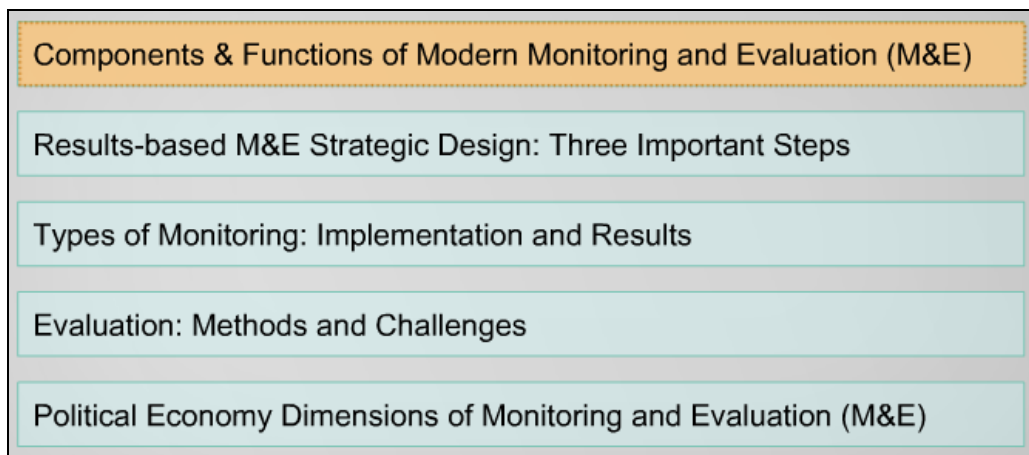 Components & Functions of Modern Monitoring and Evaluation (M&E)
Results-based M&E Strategic Design: Three Important Steps
Types of Monitoring: Implementation and Results
Evaluation: Methods and Challenges
Political Economy Dimensions of Monitoring and Evaluation (M&E)